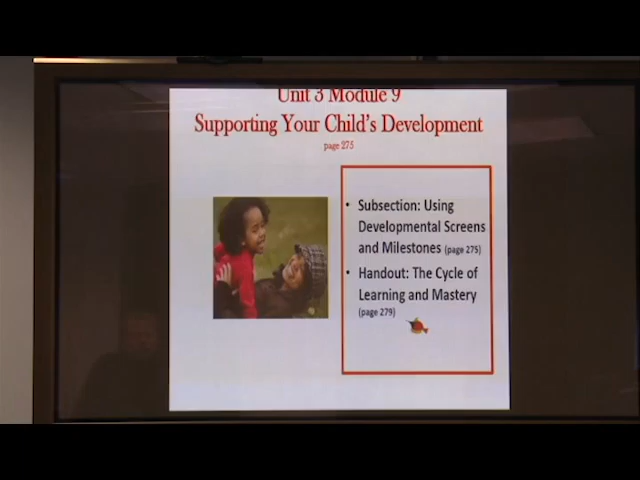 Unit 3 Module 9
Supporting Your Child's Development
page 275
• Subsection: Using
Developmental Screens
and Milestones (page 275)
• Handout: The Cycle of
Learning and Mastery
(page 279)